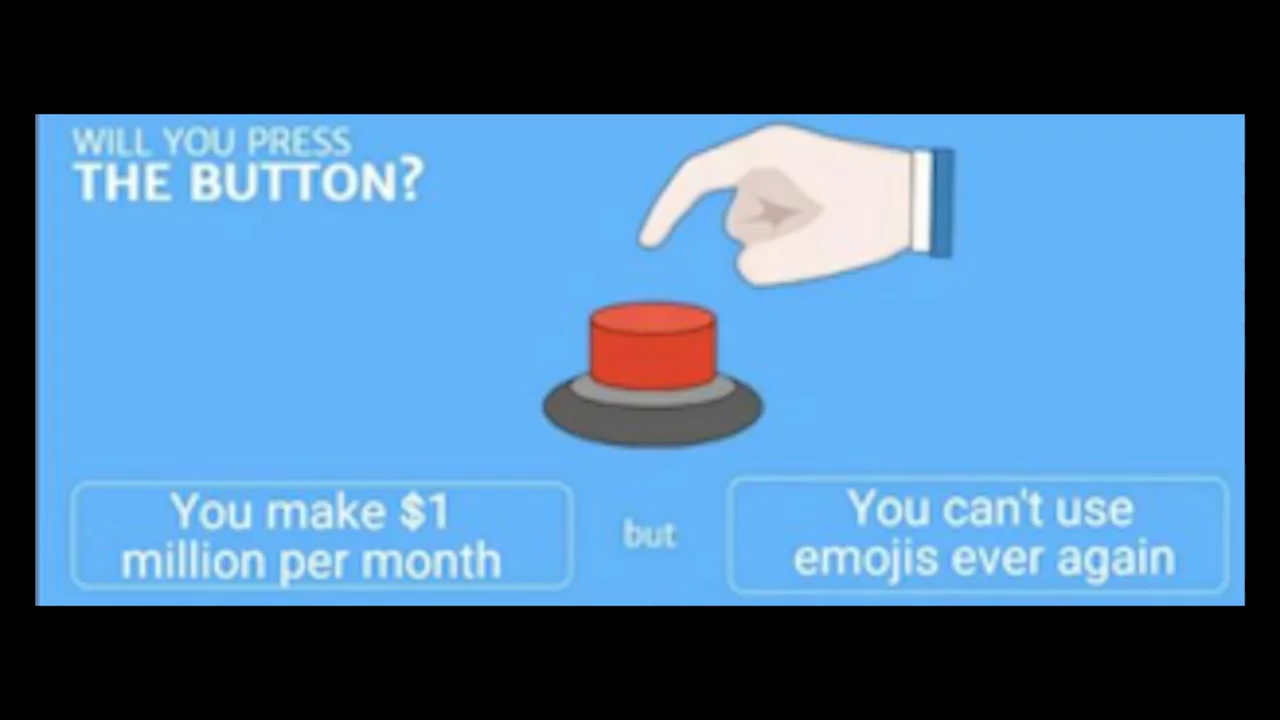 WILL YOU PRESS
THE BUTTON?
You make $1
million per month
but
You can't use
emojis ever again